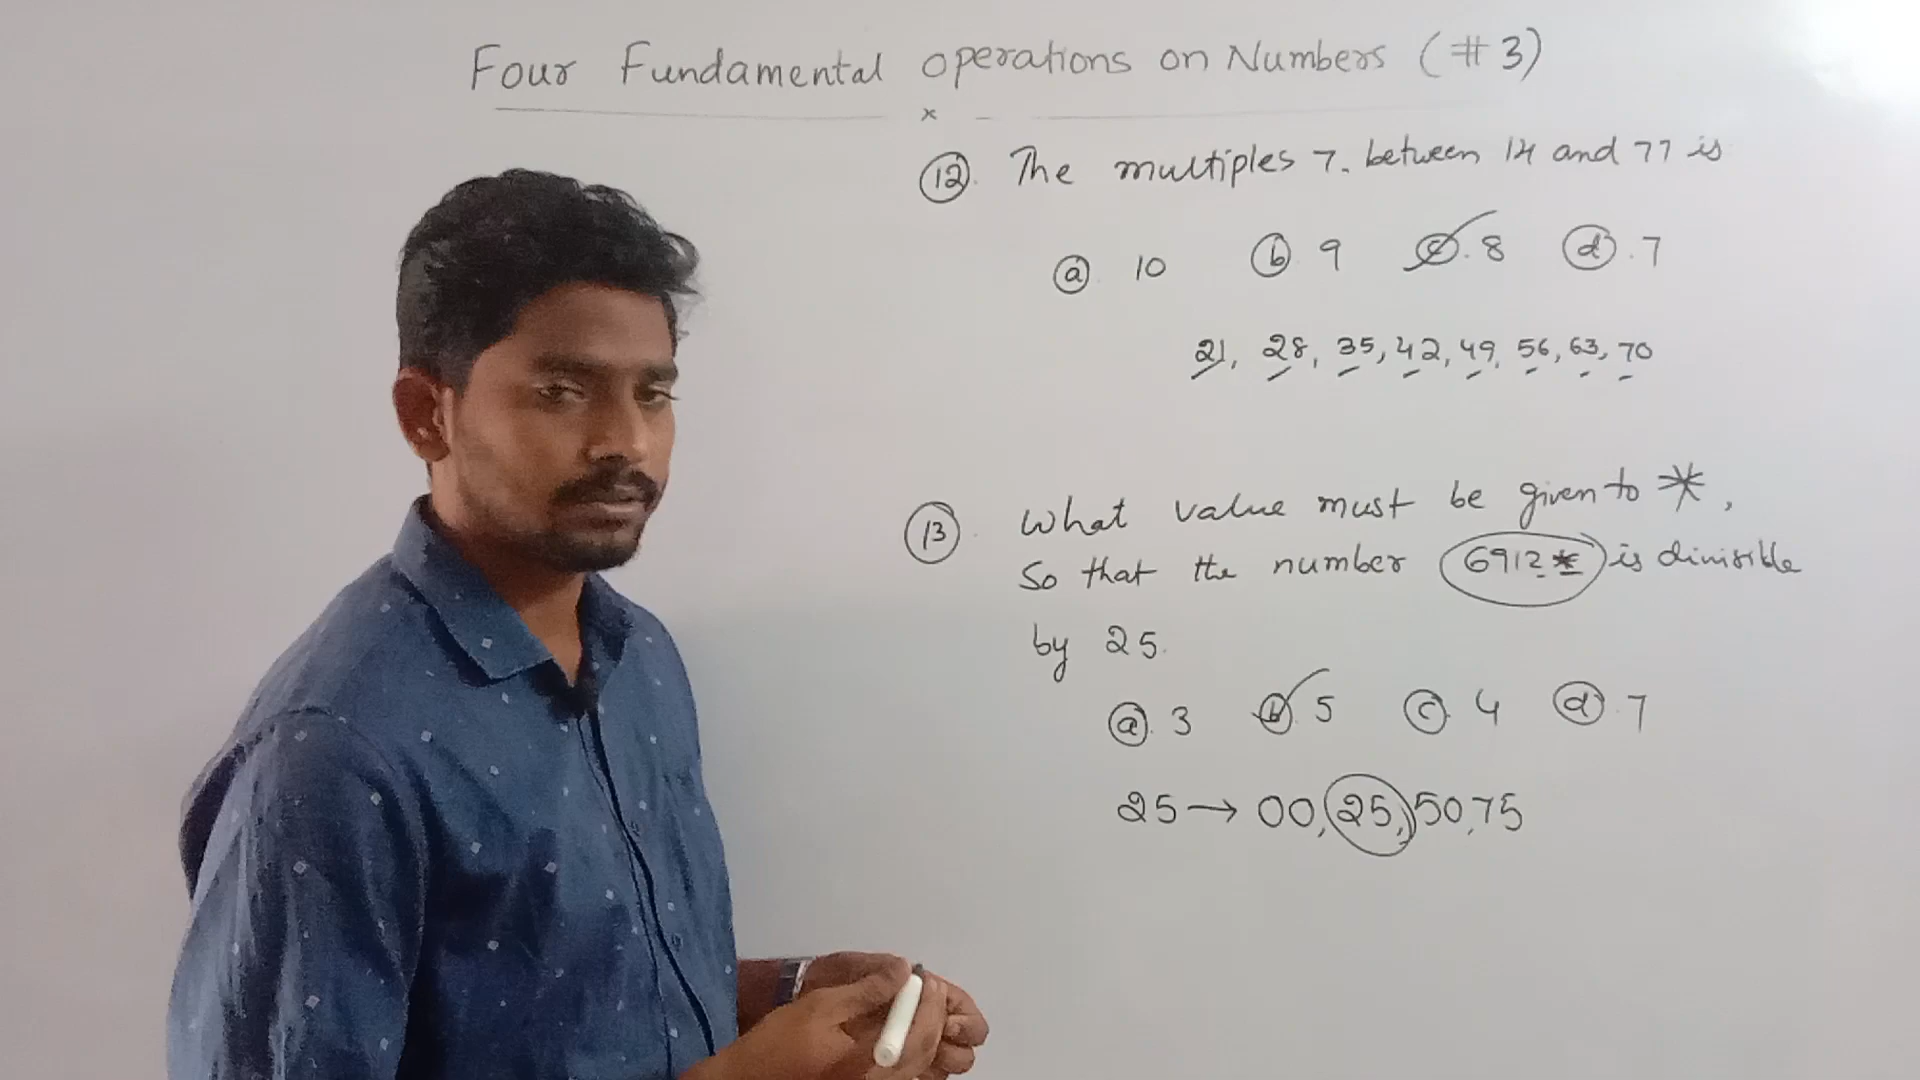 Four Fundamental operations on Numbers (#3)
12. The multiples 7. between 14 and 77 is
a. 10 b. 9 c. 8 d. 7
21, 28, 35, 42, 49, 56, 63, 70
13. What value must be given to *,
So that the number 6912* is divisible
by 25.
a. 3 b. 5 c. 4 d. 7
25 → 00, 25, 50, 75